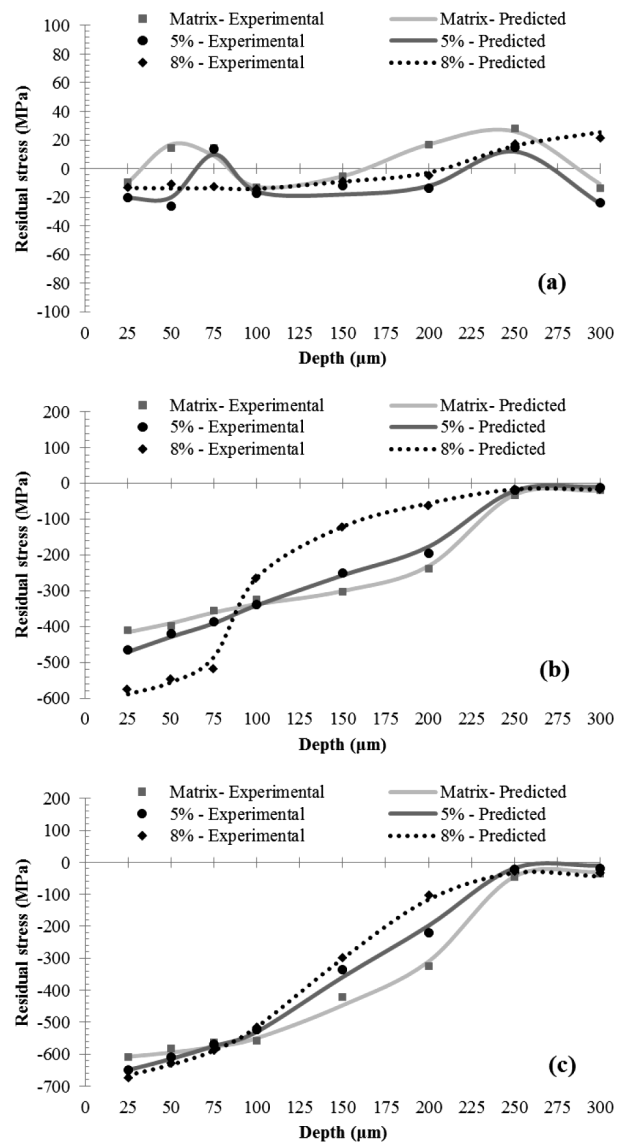 Matrix- Experimental Matrix- Predicted
5% - Experimental 5% - Predicted
8% - Experimental 8% - Predicted
Residual stress (MPa)
100
80
60
40
20
0
-20
-40
-60
-80
-100
(a)
0 25 50 75 100 125 150 175 200 225 250 275 300
Depth (µm)
Matrix- Experimental Matrix- Predicted
5% - Experimental 5% - Predicted
8% - Experimental 8% - Predicted
Residual stress (MPa)
200
100
0
-100
-200
-300
-400
-500
-600
(b)
0 25 50 75 100 125 150 175 200 225 250 275 300
Depth (µm)
Matrix- Experimental Matrix- Predicted
5% - Experimental 5% - Predicted
8% - Experimental 8% - Predicted
Residual stress (MPa)
200
100
0
-100
-200
-300
-400
-500
-600
-700
(c)
0 25 50 75 100 125 150 175 200 225 250 275 300
Depth (µm)